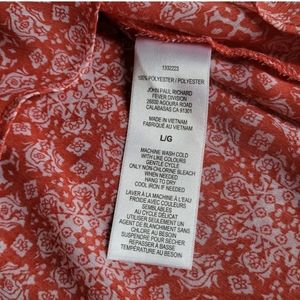 1302223
100% POLYESTER / POLYESTER
JOHN PAUL RICHARD
FEVER DIVISION
26800 AGOURA ROAD
CALABASAS CA 91301
MADE IN VIETNAM
FABRIQUÉ AU VIETNAM
L/G
MACHINE WASH COLD
WITH LIKE COLOURS
GENTLE CYCLE
ONLY NON-CHLORINE BLEACH
WHEN NEEDED
HANG TO DRY
COOL IRON IF NEEDED
LAVER À LA MACHINE À L'EAU
FROIDE AVEC COULEURS
SEMBLABLES
AU CYCLE DÉLICAT
UTILISER SEULEMENT UN
AGENT DE BLANCHIMENT SANS
CHLORE AU BESOIN
SUSPENDRE POUR SÉCHER
REPASSER À BASSE
TEMPÉRATURE AU BESOIN